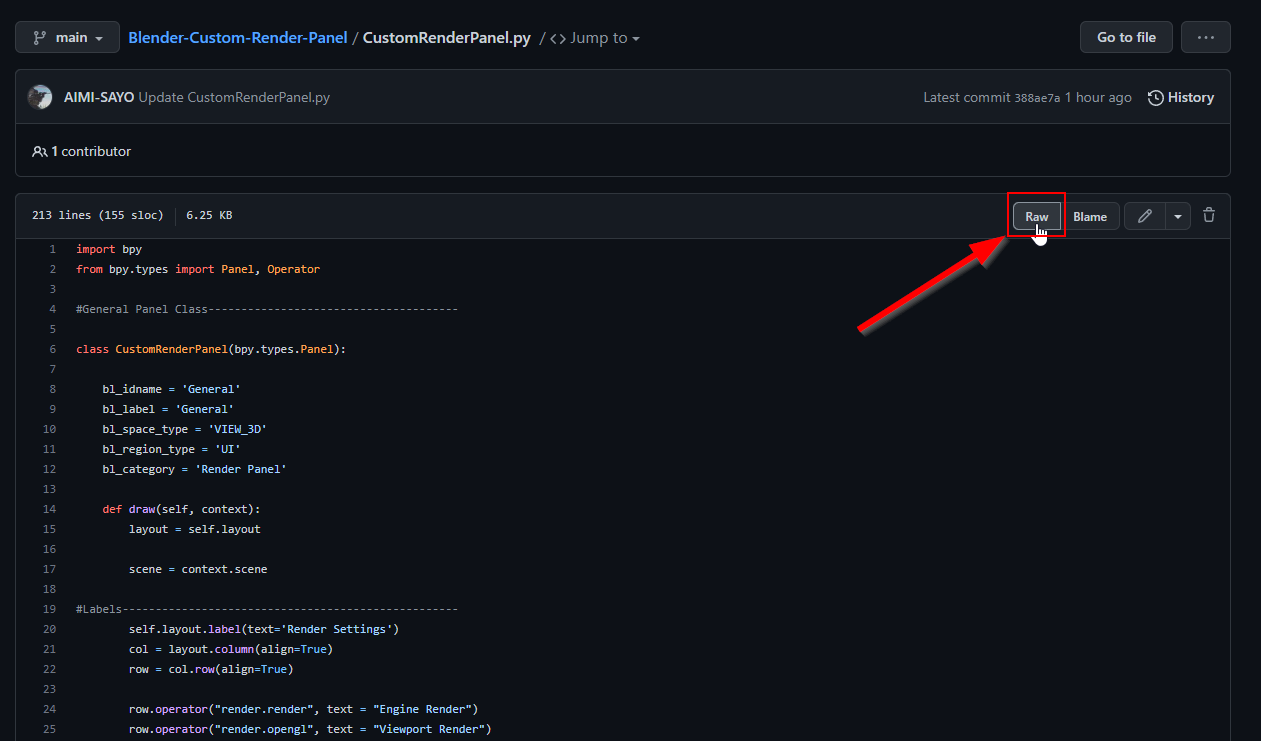 main Blender-Custom-Render-Panel / CustomRenderPanel.py / <> Jump to Go to file ...
AIMI-SAYO Update CustomRenderPanel.py Latest commit 388ae7a 1 hour ago History
1 contributor
213 lines (155 sloc) 6.25 KB Raw Blame
1 import bpy
2 from bpy.types import Panel, Operator
3
4 #General Panel Class--------------------------------------
5
6 class CustomRenderPanel(bpy.types.Panel):
7
8     bl_idname = 'General'
9     bl_label = 'General'
10     bl_space_type = 'VIEW_3D'
11     bl_region_type = 'UI'
12     bl_category = 'Render Panel'
13
14     def draw(self, context):
15         layout = self.layout
16
17         scene = context.scene
18
19 #Labels---------------------------------------------------
20         self.layout.label(text='Render Settings')
21         col = layout.column(align=True)
22         row = col.row(align=True)
23
24         row.operator("render.render", text = "Engine Render")
25         row.operator("render.opengl", text = "Viewport Render")